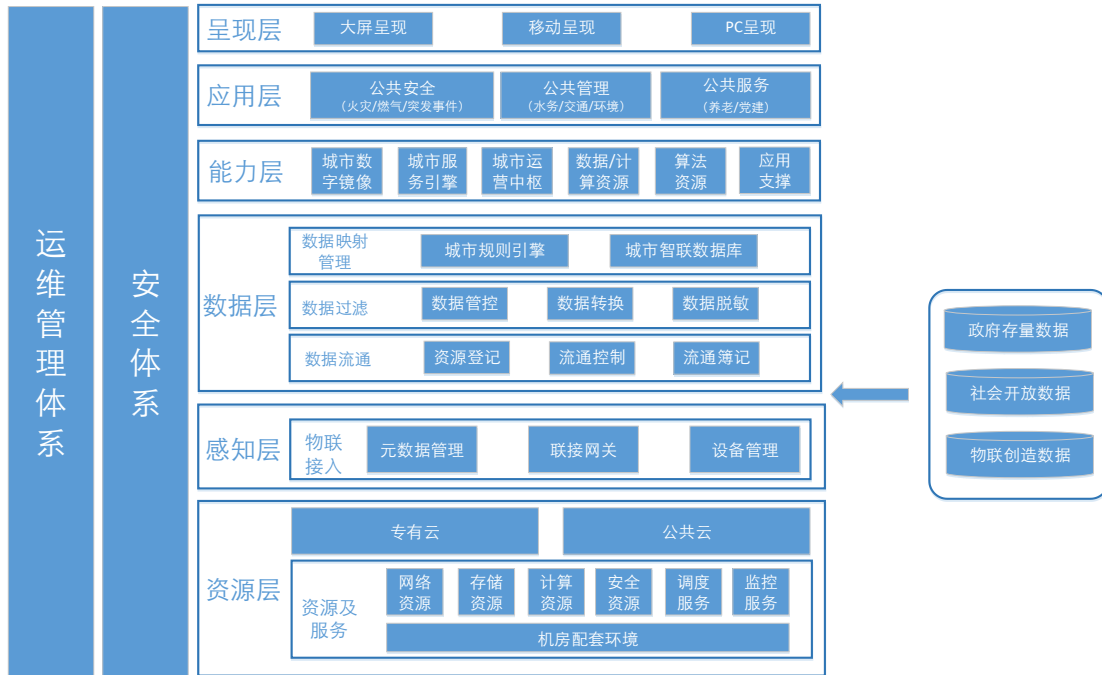 运维管理体系
安全体系
呈现层
大屏呈现
移动呈现
PC呈现
应用层
公共安全
（火灾/燃气/突发事件）
公共管理
（水务/交通/环境）
公共服务
（养老/党建）
能力层
城市数
字镜像
城市服
务引擎
城市运
营中枢
数据/计
算资源
算法
资源
应用
支撑
数据层
数据映射
管理
城市规则引擎
城市智联数据库
数据过滤
数据管控
数据转换
数据脱敏
数据流通
资源登记
流通控制
流通簿记
感知层
物联
接入
元数据管理
联接网关
设备管理
资源层
专有云
公共云
资源及
服务
网络
资源
存储
资源
计算
资源
安全
资源
调度
服务
监控
服务
机房配套环境
政府存量数据
社会开放数据
物联创造数据